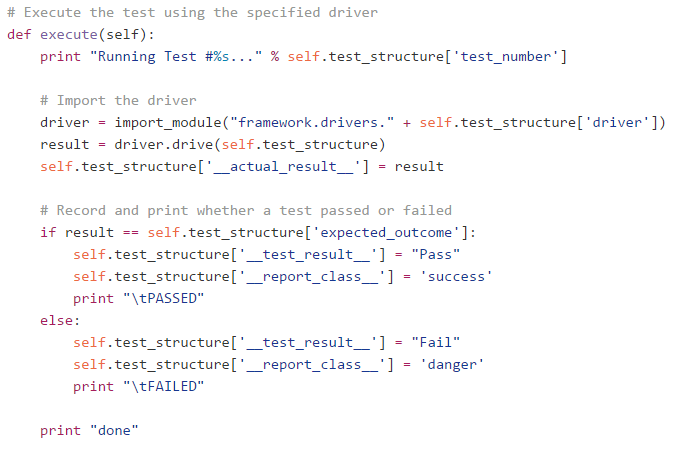 # Execute the test using the specified driver
def execute(self):
    print "Running Test #%s..." % self.test_structure['test_number']

    # Import the driver
    driver = import_module("framework.drivers." + self.test_structure['driver'])
    result = driver.drive(self.test_structure)
    self.test_structure['__actual_result__'] = result

    # Record and print whether a test passed or failed
    if result == self.test_structure['expected_outcome']:
        self.test_structure['__test_result__'] = "Pass"
        self.test_structure['__report_class__'] = 'success'
        print "\tPASSED"
    else:
        self.test_structure['__test_result__'] = "Fail"
        self.test_structure['__report_class__'] = 'danger'
        print "\tFAILED"

    print "done"